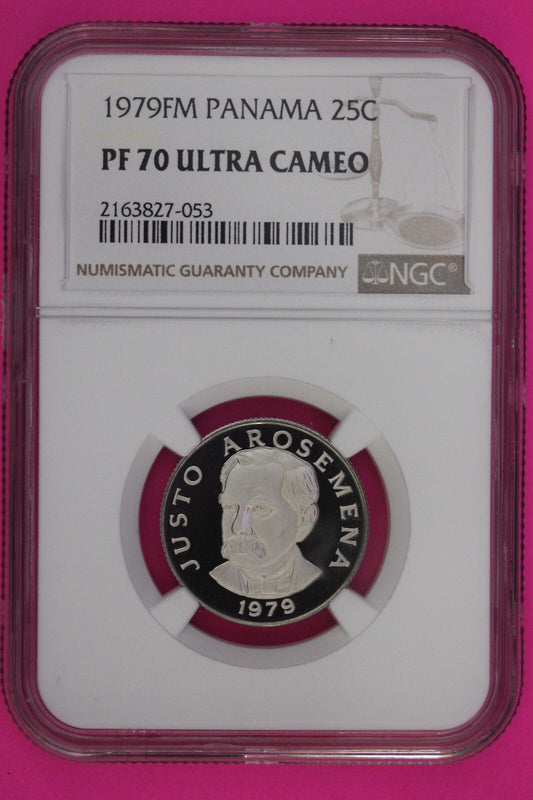 1979FM PANAMA 25C
PF 70 ULTRA CAMEO
2163827-053
NUMISMATIC GUARANTY COMPANY
NGC®
JUSTO AROSEMENA
1979